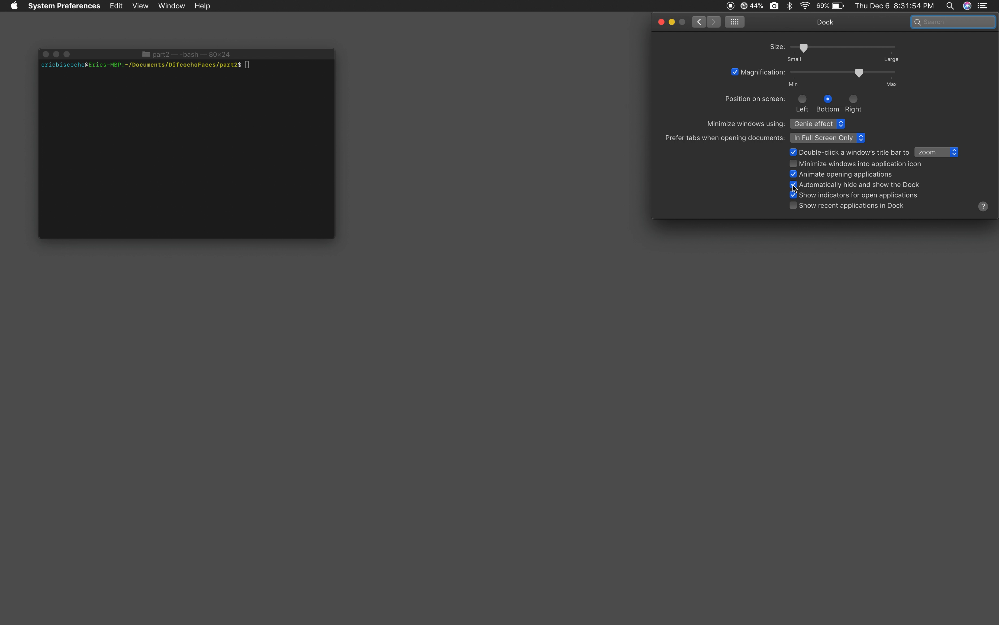 System Preferences Edit View Window Help 44% 69% Thu Dec 6 8:31:54 PM
part2 — -bash — 80×24
ericbiscocho@Erics-MBP:~/Documents/DifcochoFaces/part2$
Dock
Search
Size:
Small Large
Magnification:
Min Max
Position on screen:
Left Bottom Right
Minimize windows using: Genie effect
Prefer tabs when opening documents: In Full Screen Only
Double-click a window's title bar to zoom
Minimize windows into application icon
Animate opening applications
Automatically hide and show the Dock
Show indicators for open applications
Show recent applications in Dock
?